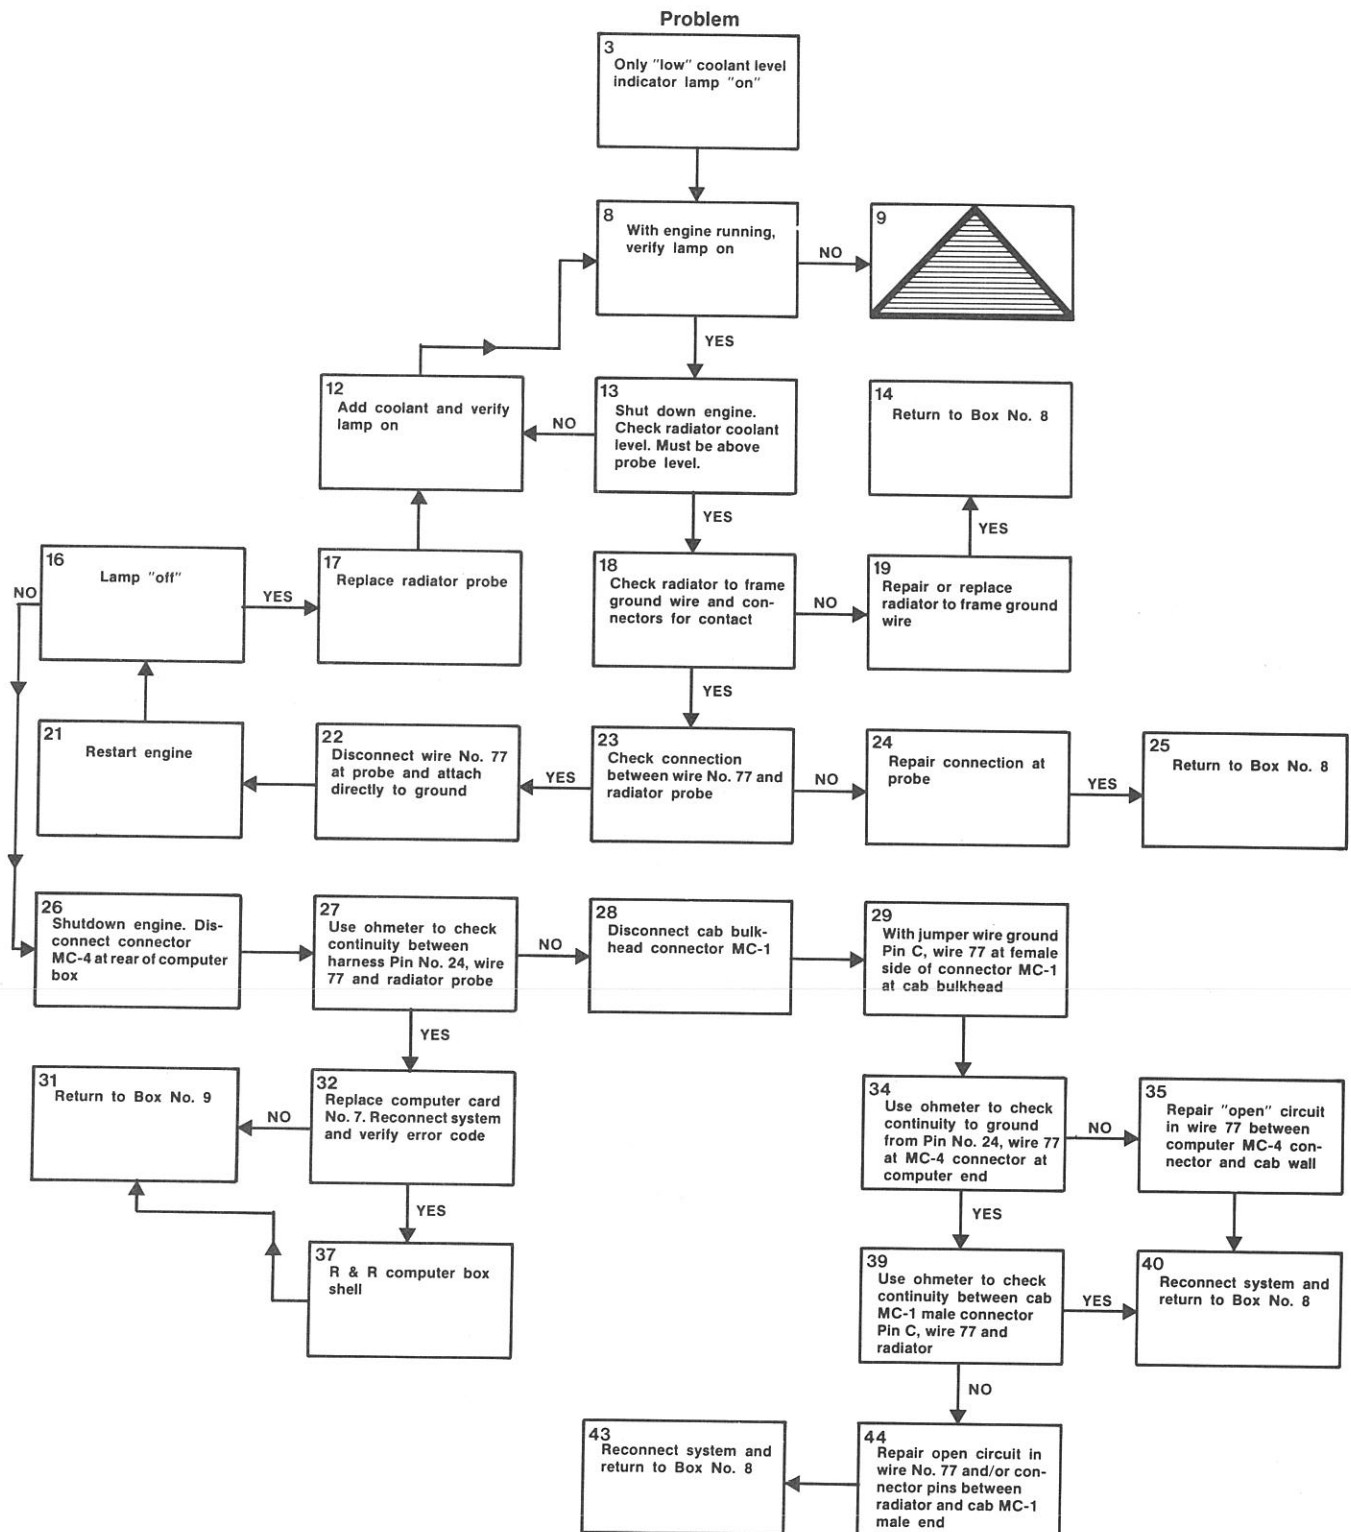 Problem
3
Only "low" coolant level
indicator lamp "on"
8
With engine running,
verify lamp on
NO
9
YES
12
Add coolant and verify
lamp on
NO
13
Shut down engine.
Check radiator coolant
level. Must be above
probe level.
14
Return to Box No. 8
YES
YES
16
Lamp "off"
NO
YES
17
Replace radiator probe
18
Check radiator to frame
ground wire and con-
nectors for contact
NO
19
Repair or replace
radiator to frame ground
wire
YES
21
Restart engine
22
Disconnect wire No. 77
at probe and attach
directly to ground
YES
23
Check connection
between wire No. 77 and
radiator probe
NO
24
Repair connection at
probe
YES
25
Return to Box No. 8
26
Shutdown engine. Dis-
connect connector
MC-4 at rear of computer
box
27
Use ohmeter to check
continuity between
harness Pin No. 24, wire
77 and radiator probe
NO
28
Disconnect cab bulk-
head connector MC-1
29
With jumper wire ground
Pin C, wire 77 at female
side of connector MC-1
at cab bulkhead
YES
31
Return to Box No. 9
NO
32
Replace computer card
No. 7. Reconnect system
and verify error code
34
Use ohmeter to check
continuity to ground
from Pin No. 24, wire 77
at MC-4 connector at
computer end
NO
35
Repair "open" circuit
in wire 77 between
computer MC-4 con-
nector and cab wall
YES
YES
37
R & R computer box
shell
39
Use ohmeter to check
continuity between cab
MC-1 male connector
Pin C, wire 77 and
radiator
YES
40
Reconnect system and
return to Box No. 8
NO
43
Reconnect system and
return to Box No. 8
44
Repair open circuit in
wire No. 77 and/or con-
nector pins between
radiator and cab MC-1
male end